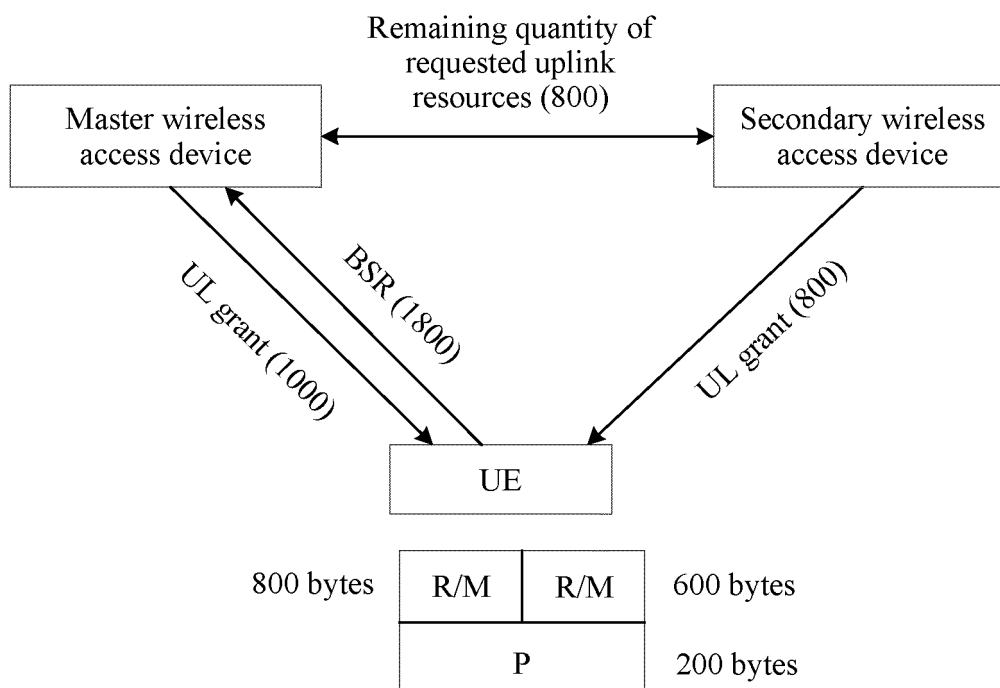 Remaining quantity of
requested uplink
resources (800)
Master wireless
access device
Secondary wireless
access device
UL grant (1000)
BSR (1800)
UL grant (800)
UE
800 bytes
R/M
R/M
600 bytes
P
200 bytes